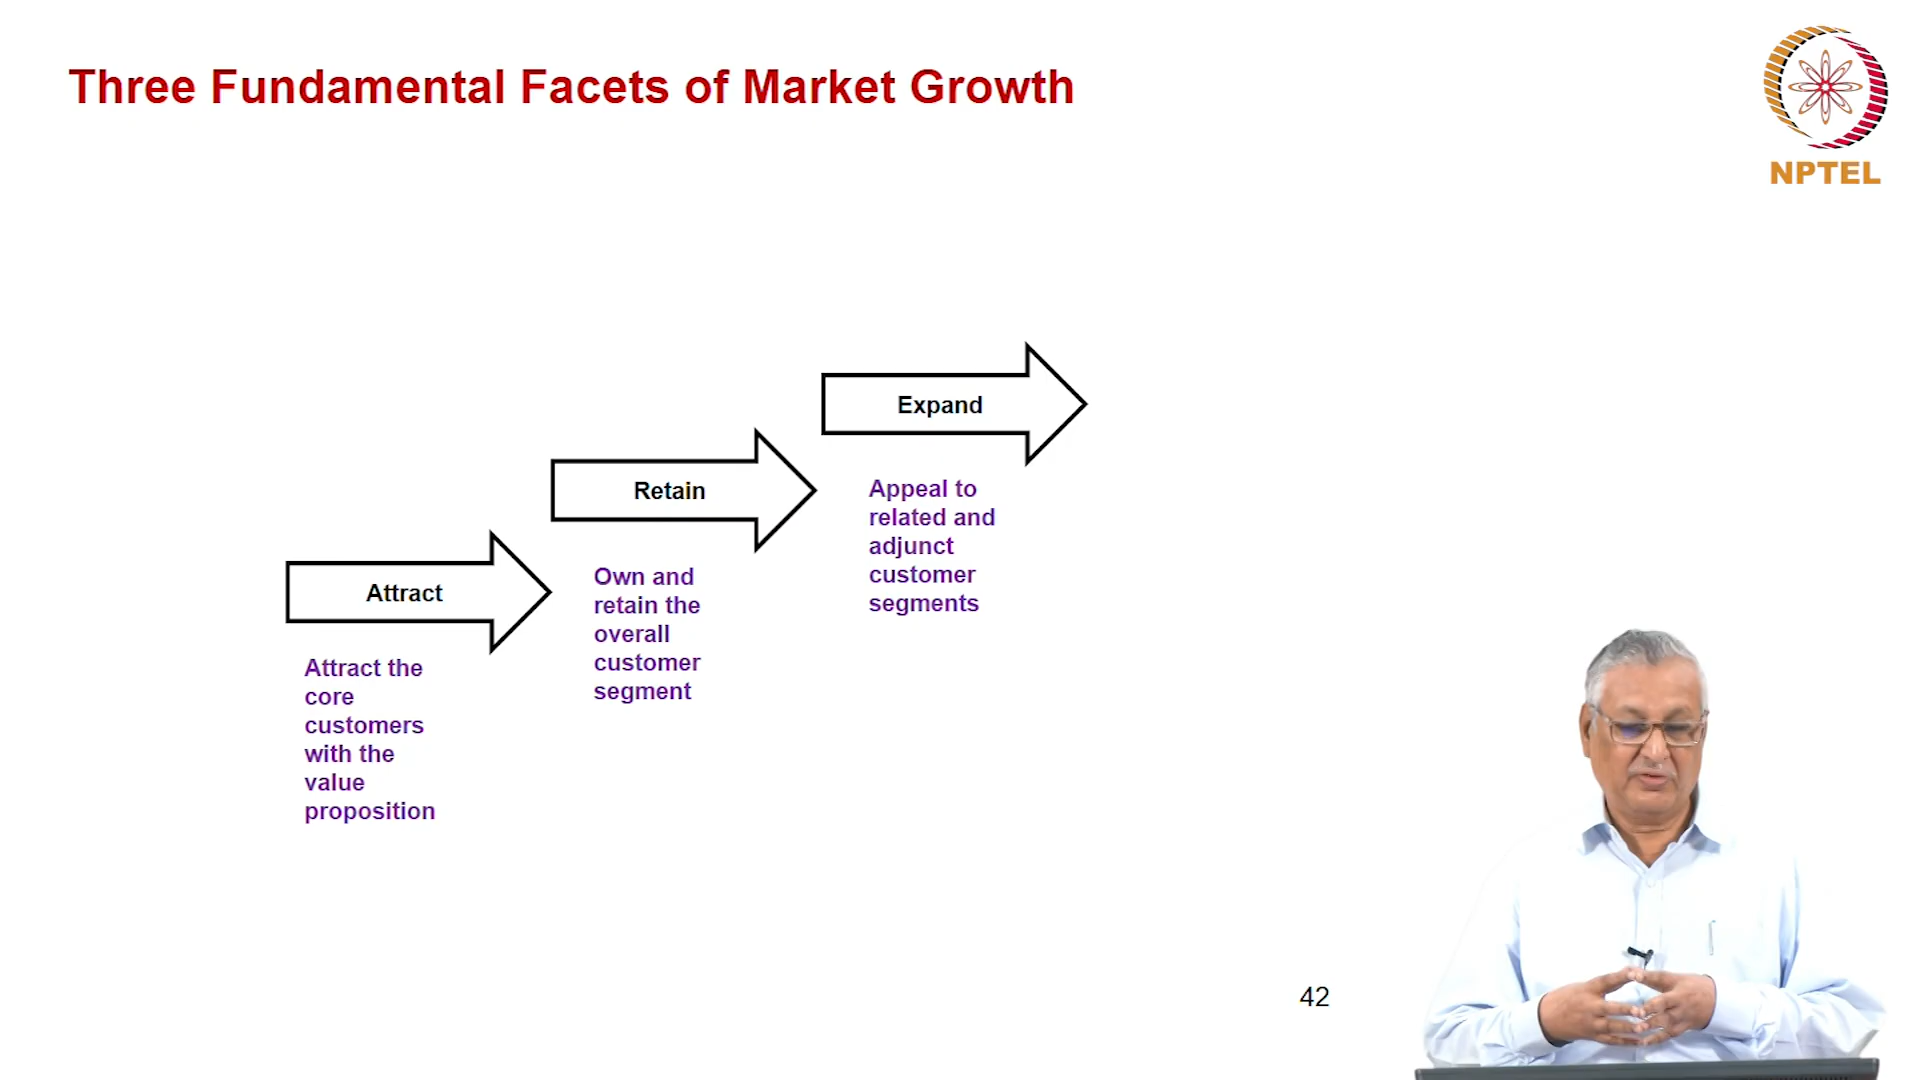 Three Fundamental Facets of Market Growth
NPTEL
Expand
Appeal to
related and
adjunct
customer
segments
Retain
Own and
retain the
overall
customer
segment
Attract
Attract the
core
customers
with the
value
proposition
42